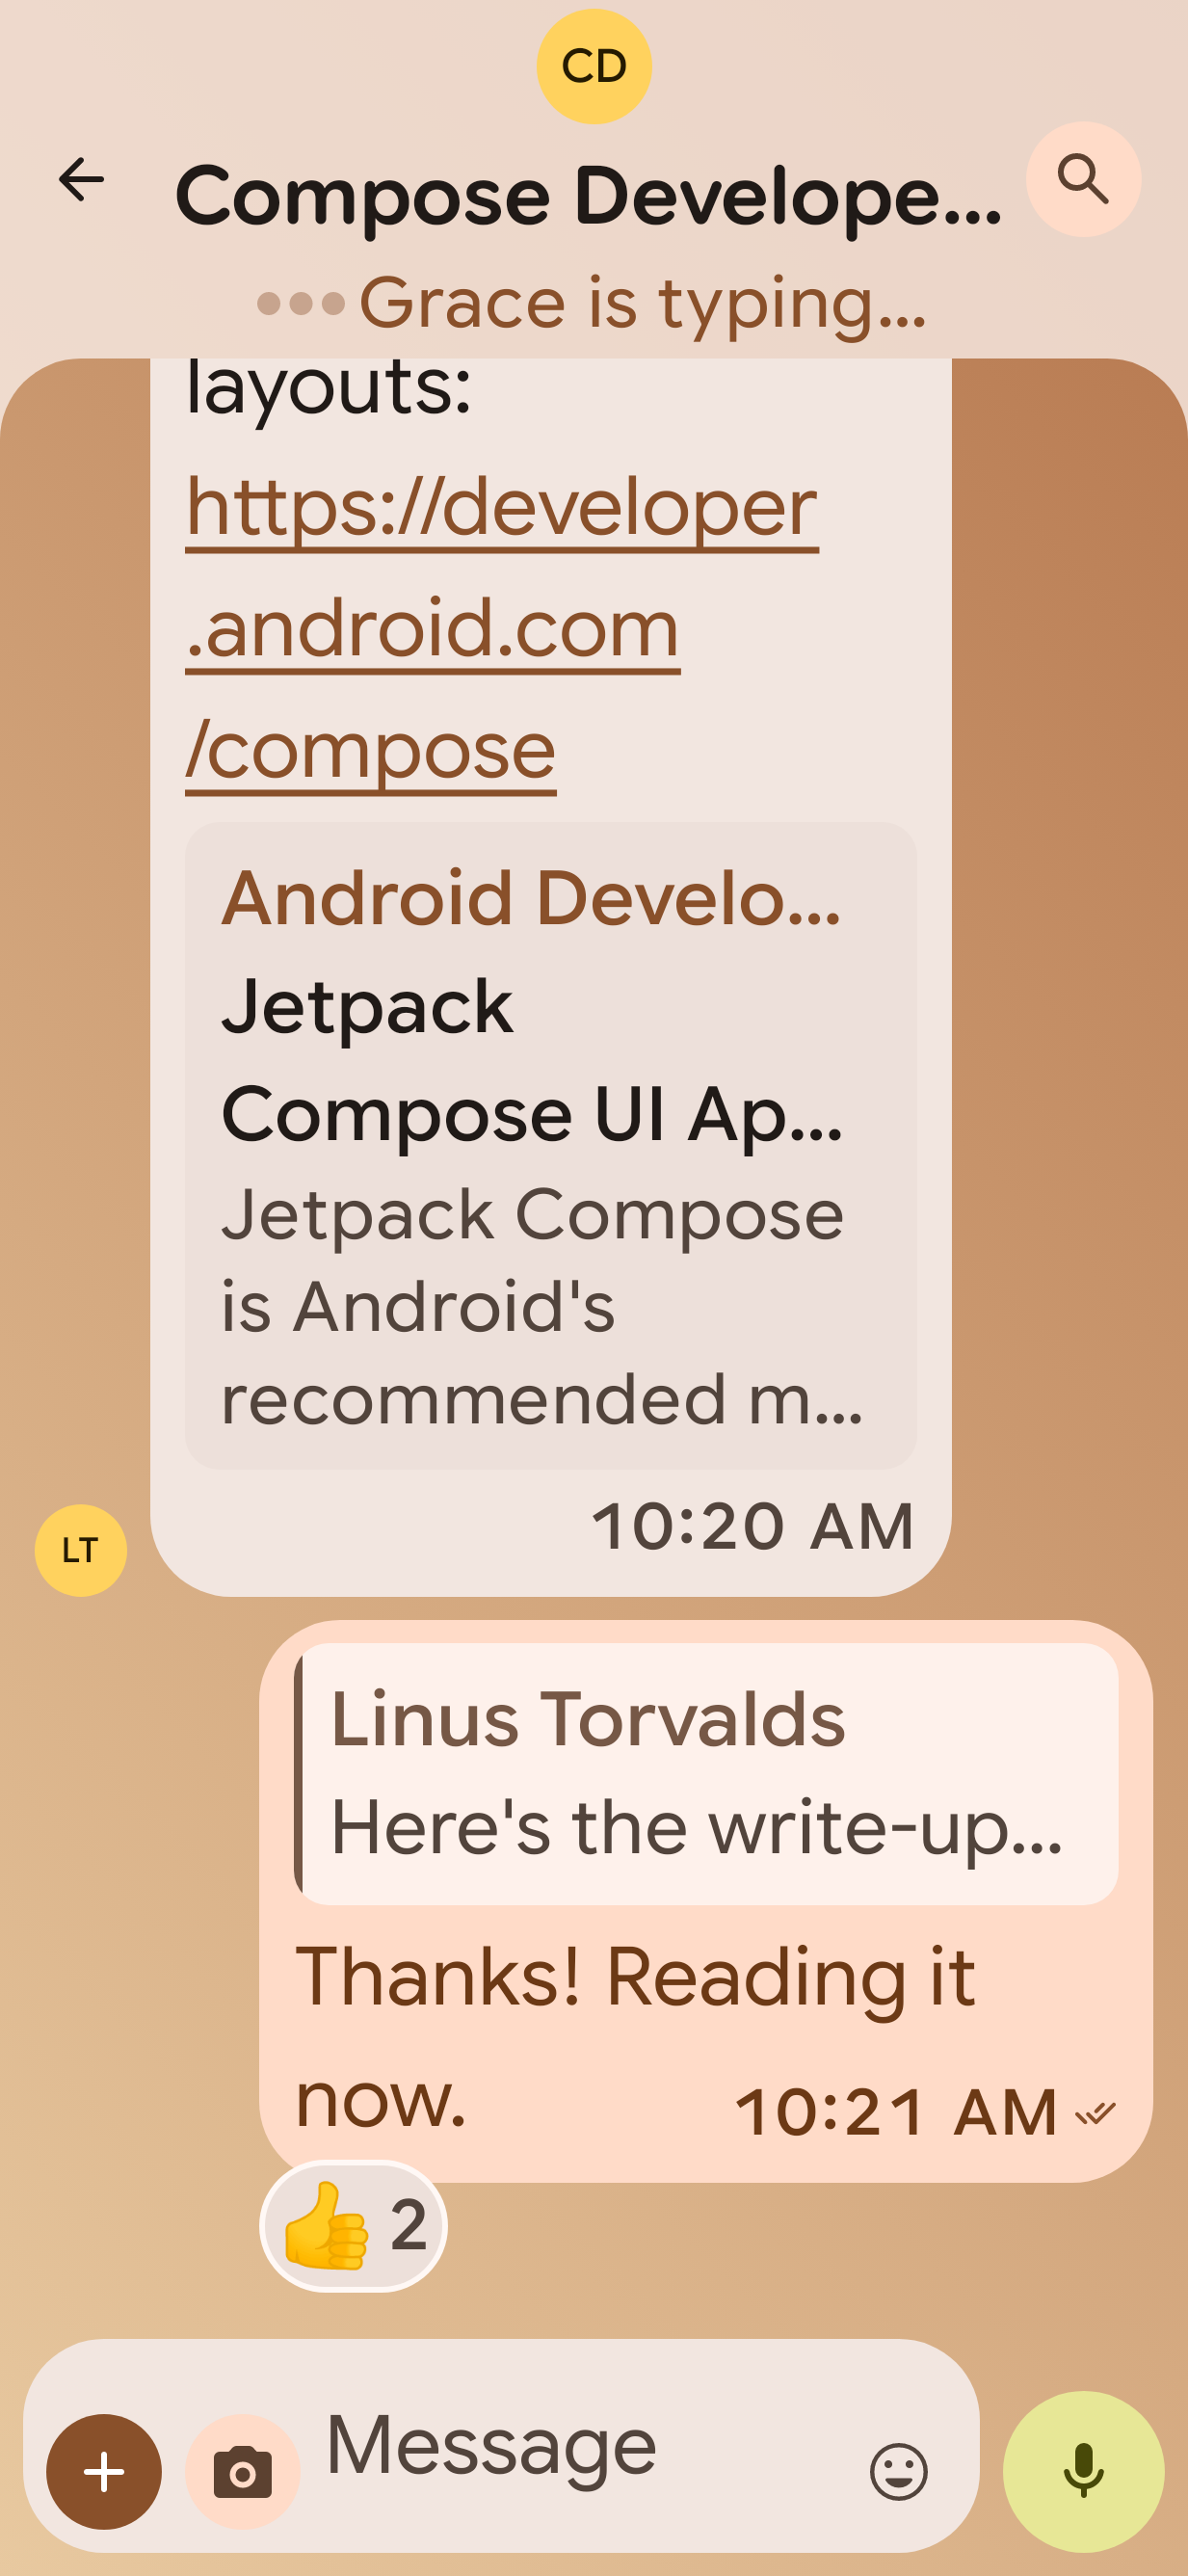 CD
Compose Develope...
Grace is typing...
layouts:
https://developer
.android.com
/compose
Android Develo...
Jetpack
Compose UI Ap...
Jetpack Compose
is Android's
recommended m...
10:20 AM
LT
Linus Torvalds
Here's the write-up...
Thanks! Reading it
now.
10:21 AM
👍 2
Message